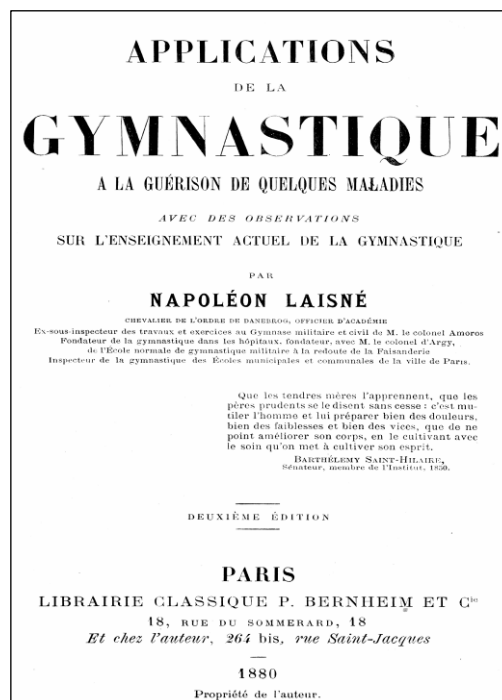 APPLICATIONS
DE LA
GYMNASTIQUE
A LA GUÉRISON DE QUELQUES MALADIES
AVEC DES OBSERVATIONS
SUR L'ENSEIGNEMENT ACTUEL DE LA GYMNASTIQUE
PAR
NAPOLÉON LAISNÉ
CHEVALIER DE L'ORDRE DE DANEBROG, OFFICIER D'ACADÉMIE
Ex-sous-inspecteur des travaux et exercices au Gymnase militaire et civil de M. le colonel Amoros
Fondateur de la gymnastique dans les hôpitaux, fondateur, avec M. le colonel d'Argy,
de l'École normale de gymnastique militaire à la redoute de la Faisanderie
Inspecteur de la gymnastique des Écoles municipales et communales de la ville de Paris.
Que les tendres mères l'apprennent, que les
pères prudents se le disent sans cesse : c'est mu-
tiler l'homme et lui préparer bien des douleurs,
bien des faiblesses et bien des vices, que de ne
point améliorer son corps, en le cultivant avec
le soin qu'on met à cultiver son esprit.
BARTHÉLEMY SAINT-HILAIRE,
Sénateur, membre de l'Institut. 1850.
DEUXIÈME ÉDITION
PARIS
LIBRAIRIE CLASSIQUE P. BERNHEIM ET Cie
18, RUE DU SOMMERARD, 18
Et chez l'auteur, 264 bis, rue Saint-Jacques
1880
Propriété de l'auteur.